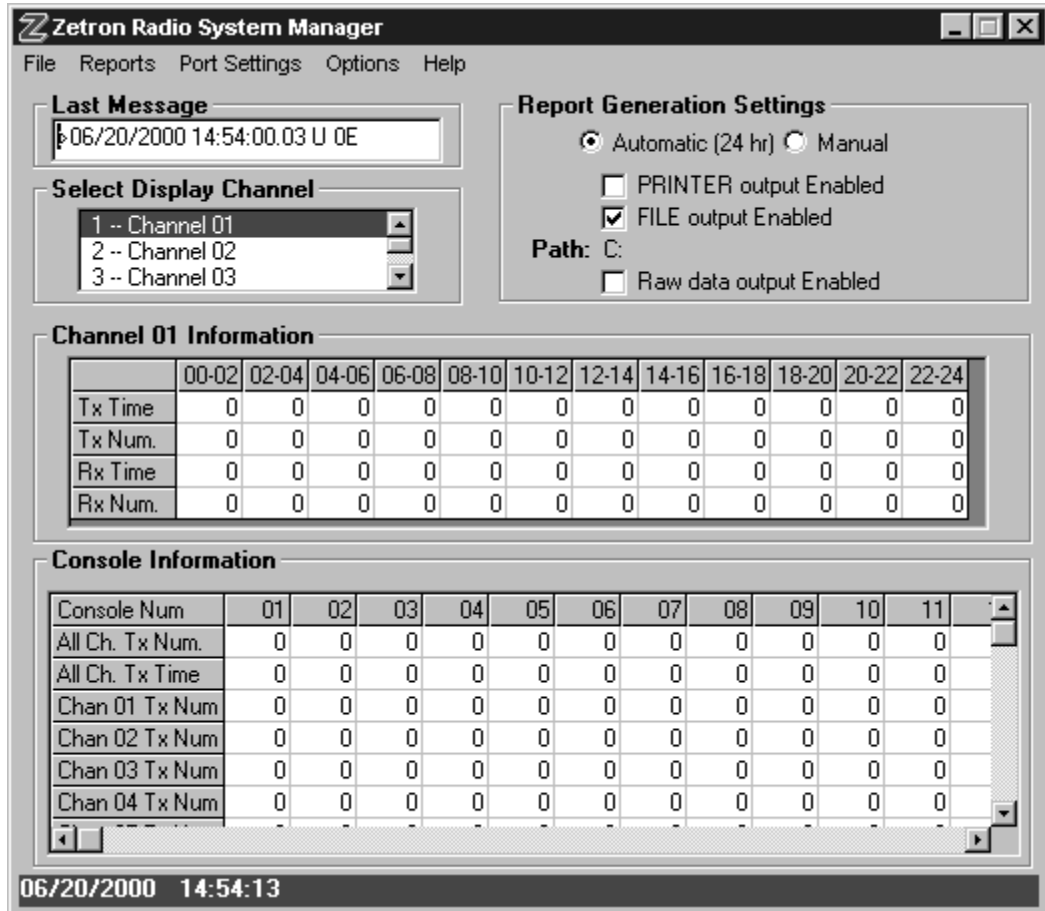 Zetron Radio System Manager
File Reports Port Settings Options Help
Last Message
06/20/2000 14:54:00.03 U 0E
Select Display Channel
1 -- Channel 01
2 -- Channel 02
3 -- Channel 03
Report Generation Settings
Automatic (24 hr) Manual
PRINTER output Enabled
FILE output Enabled
Path: C:
Raw data output Enabled
Channel 01 Information
00-02 02-04 04-06 06-08 08-10 10-12 12-14 14-16 16-18 18-20 20-22 22-24
Tx Time 0 0 0 0 0 0 0 0 0 0 0 0
Tx Num. 0 0 0 0 0 0 0 0 0 0 0 0
Rx Time 0 0 0 0 0 0 0 0 0 0 0 0
Rx Num. 0 0 0 0 0 0 0 0 0 0 0 0
Console Information
Console Num 01 02 03 04 05 06 07 08 09 10 11
All Ch. Tx Num. 0 0 0 0 0 0 0 0 0 0 0
All Ch. Tx Time 0 0 0 0 0 0 0 0 0 0 0
Chan 01 Tx Num 0 0 0 0 0 0 0 0 0 0 0
Chan 02 Tx Num 0 0 0 0 0 0 0 0 0 0 0
Chan 03 Tx Num 0 0 0 0 0 0 0 0 0 0 0
Chan 04 Tx Num 0 0 0 0 0 0 0 0 0 0 0
06/20/2000 14:54:13